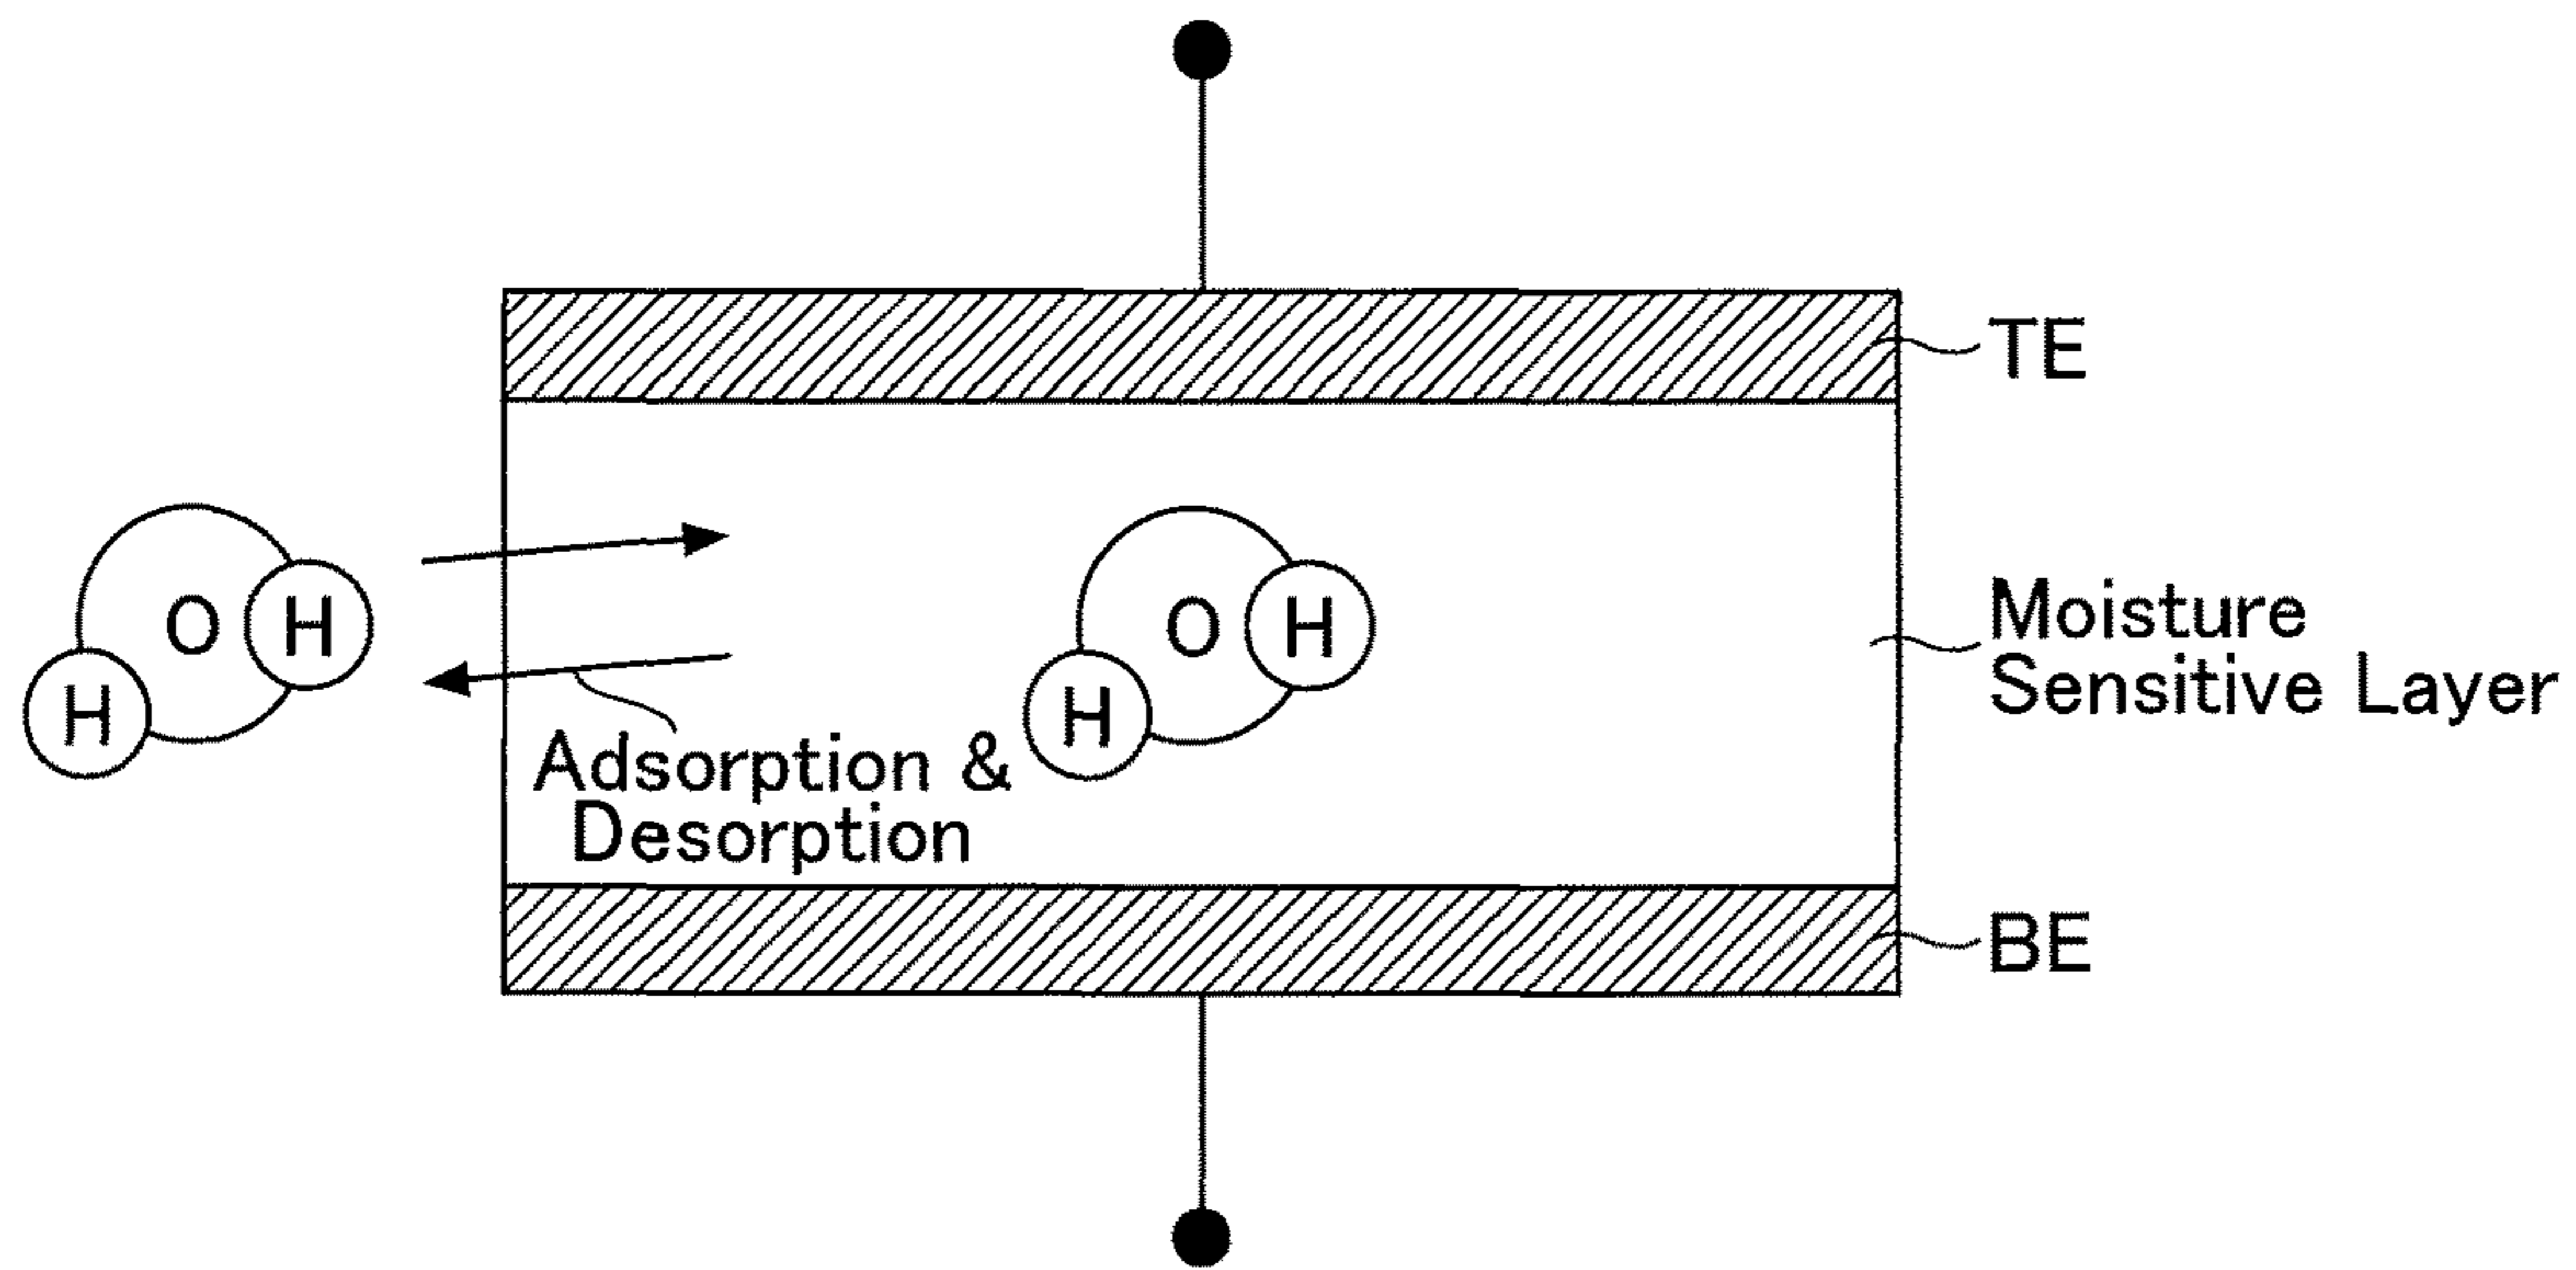 TE
O H
H
O H
H
Moisture
Sensitive Layer
Adsorption &
Desorption
BE